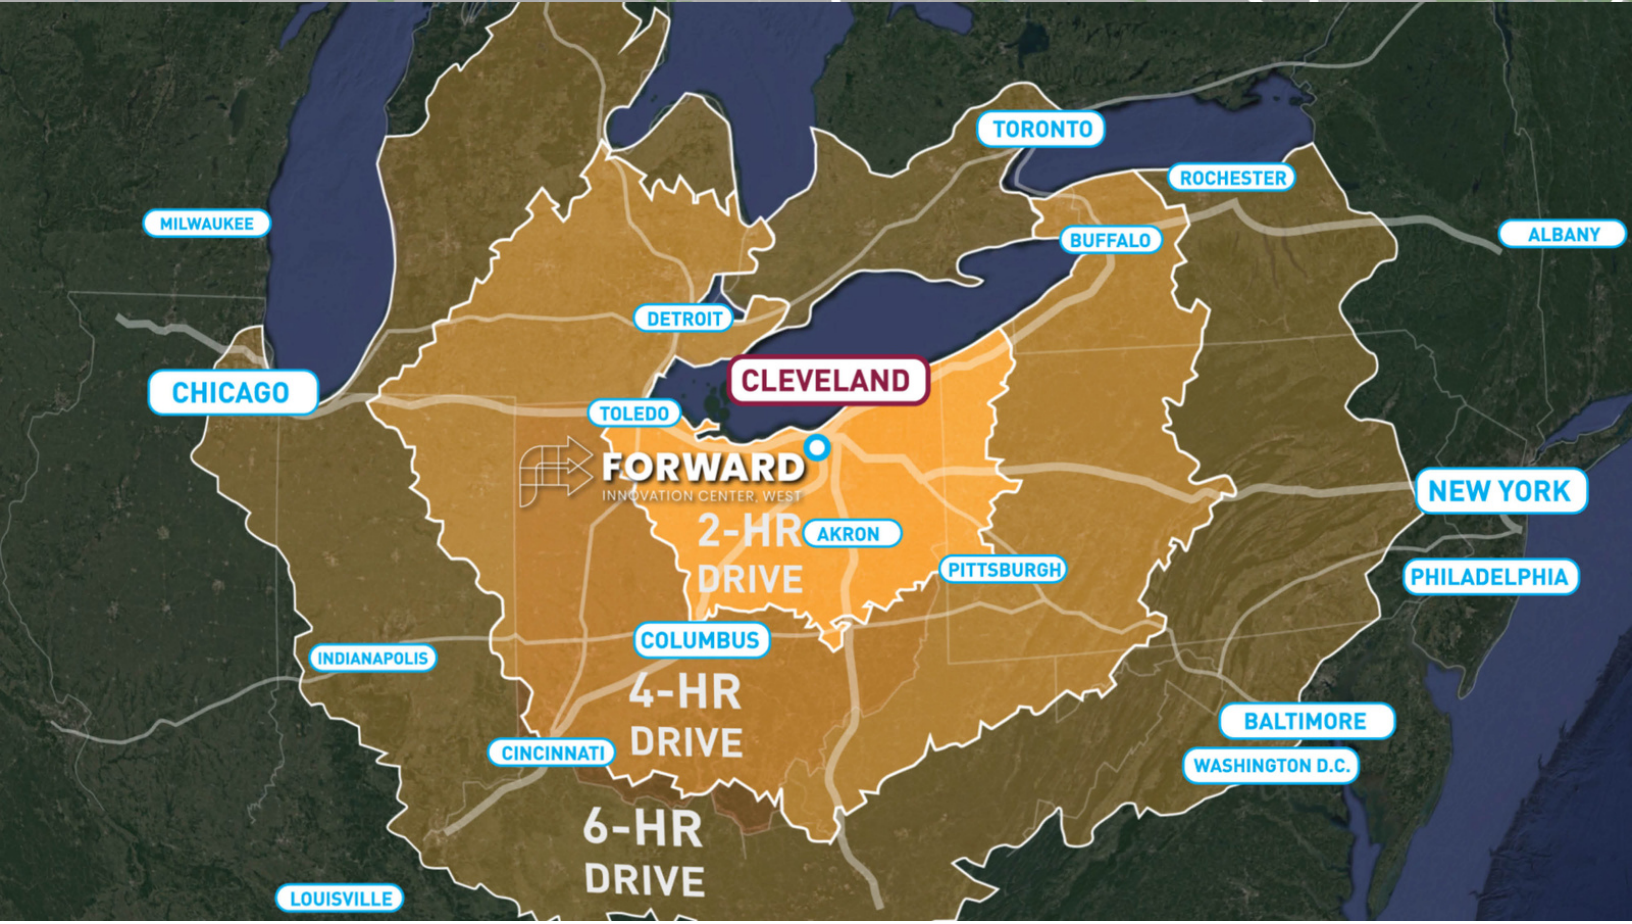 TORONTO
ROCHESTER
MILWAUKEE
ALBANY
BUFFALO
DETROIT
CLEVELAND
CHICAGO
TOLEDO
FORWARD
INNOVATION CENTER, WEST
NEW YORK
2-HR
DRIVE
AKRON
PITTSBURGH
PHILADELPHIA
COLUMBUS
INDIANAPOLIS
4-HR
DRIVE
BALTIMORE
CINCINNATI
WASHINGTON D.C.
6-HR
DRIVE
LOUISVILLE